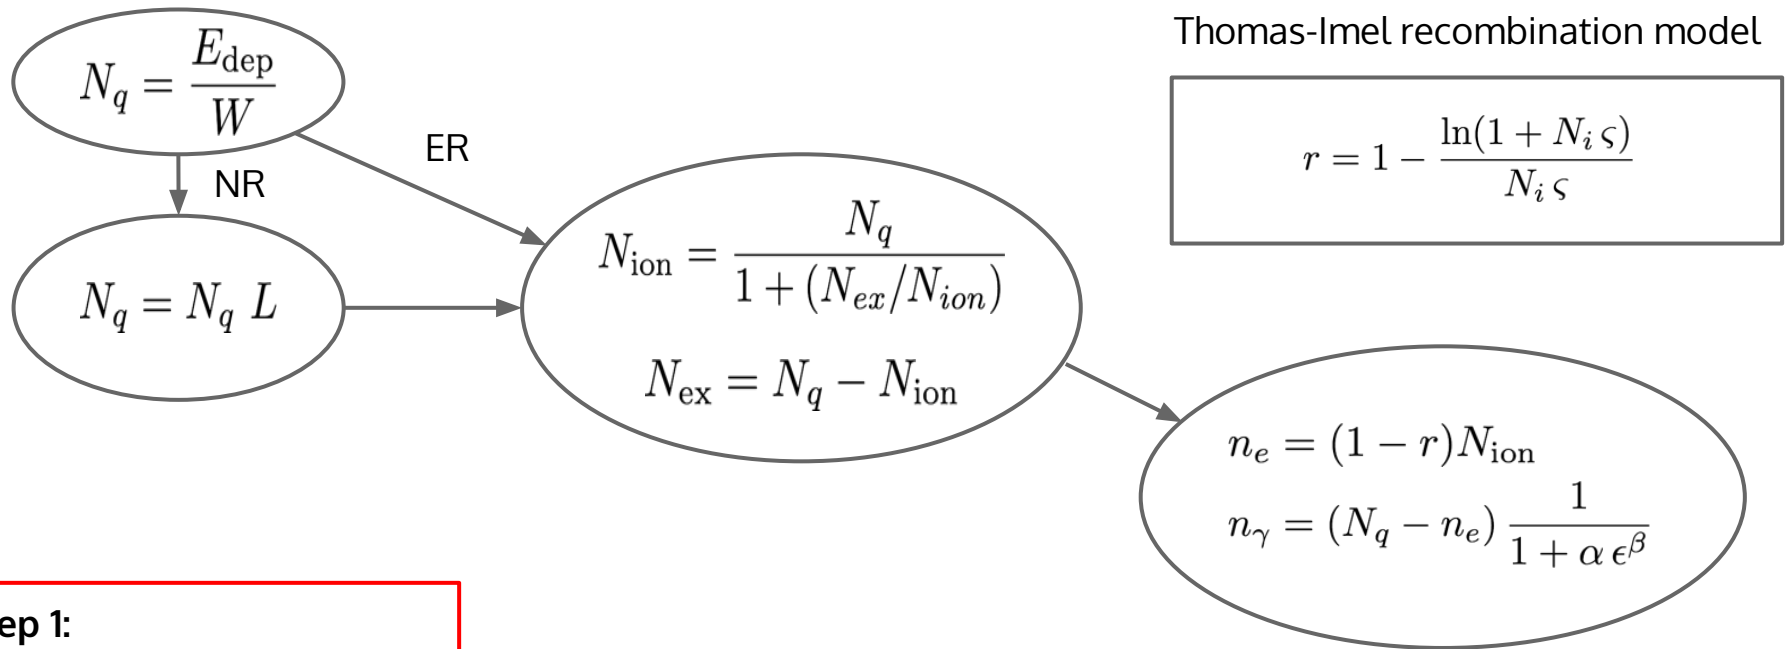 Thomas-Imel recombination model
N_q = E_dep / W
r = 1 − ln(1 + N_i ς) / (N_i ς)
ER
NR
N_ion = N_q / (1 + (N_ex/N_ion))
N_q = N_q L
N_ex = N_q − N_ion
n_e = (1 − r)N_ion
n_γ = (N_q − n_e) 1 / (1 + α ϵ^β)
ep 1: